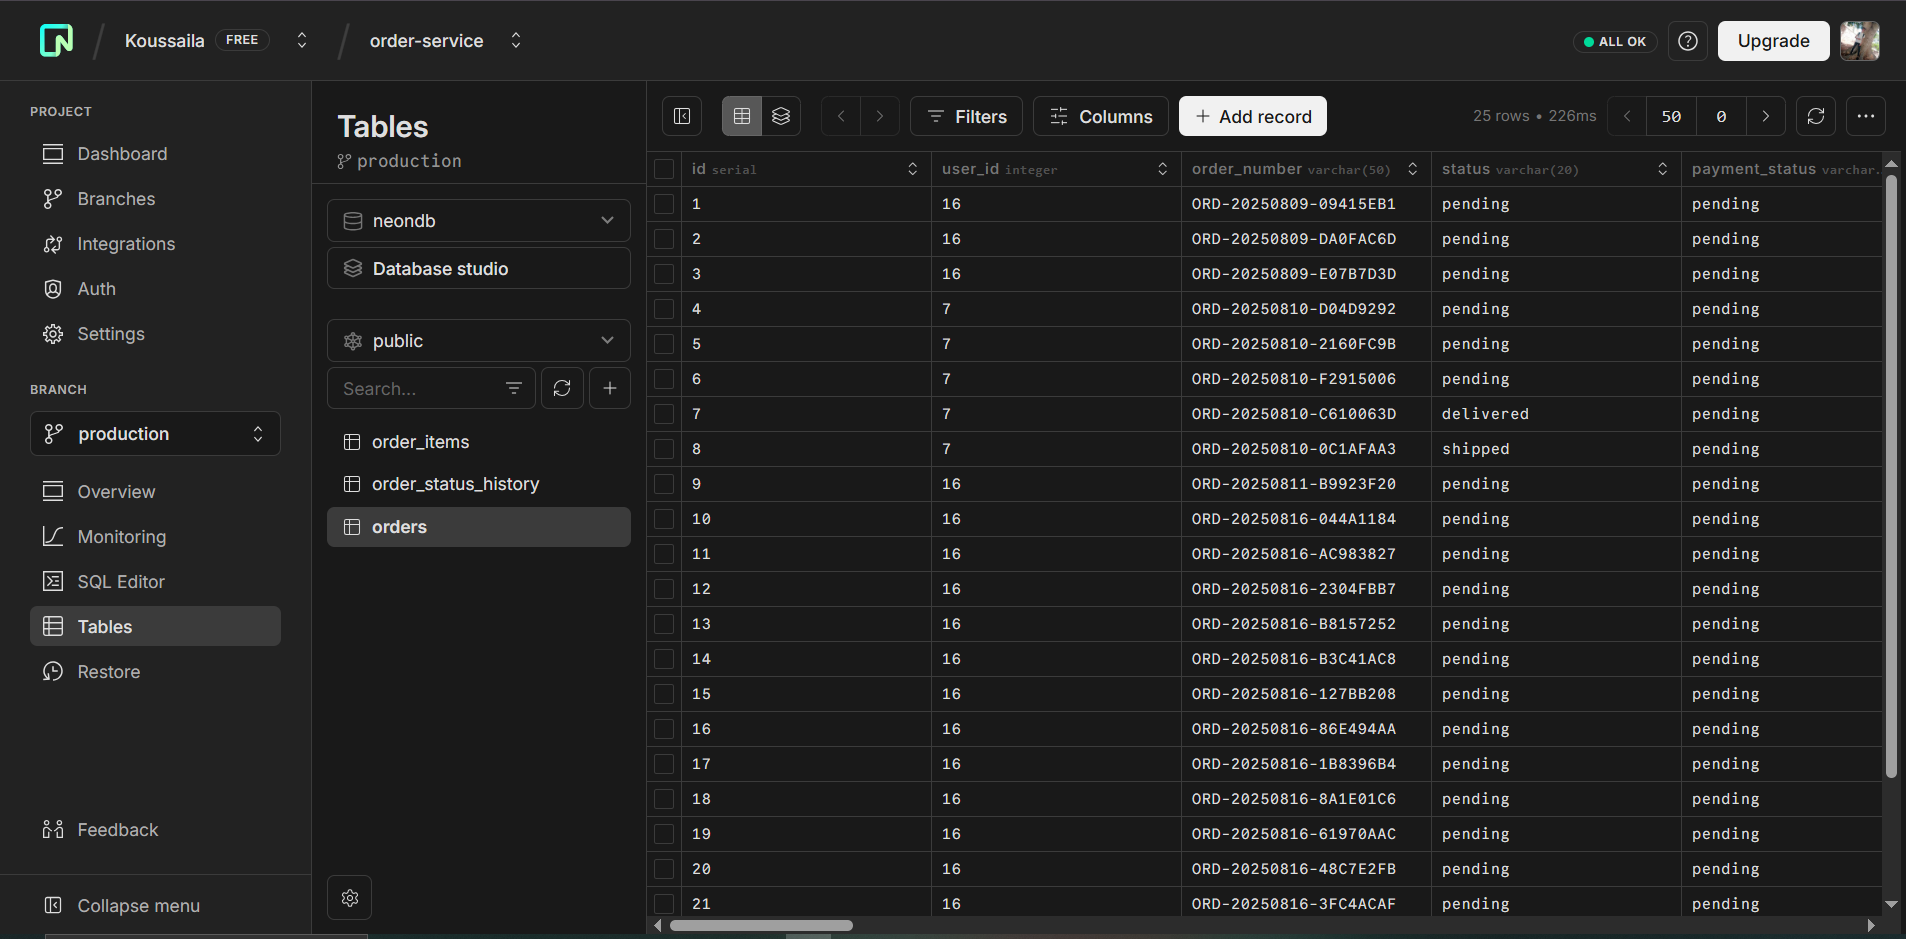 Koussaila FREE order-service ALL OK Upgrade
PROJECT
Dashboard
Branches
Integrations
Auth
Settings
BRANCH
production
Overview
Monitoring
SQL Editor
Tables
Restore
Feedback
Collapse menu
Tables
production
neondb
Database studio
public
Search...
order_items
order_status_history
orders
Filters Columns + Add record 25 rows • 226ms 50 0
id serial user_id integer order_number varchar(50) status varchar(20) payment_status varchar.
1 16 ORD-20250809-09415EB1 pending pending
2 16 ORD-20250809-DA0FAC6D pending pending
3 16 ORD-20250809-E07B7D3D pending pending
4 7 ORD-20250810-D04D9292 pending pending
5 7 ORD-20250810-2160FC9B pending pending
6 7 ORD-20250810-F2915006 pending pending
7 7 ORD-20250810-C610063D delivered pending
8 7 ORD-20250810-0C1AFAA3 shipped pending
9 16 ORD-20250811-B9923F20 pending pending
10 16 ORD-20250816-044A1184 pending pending
11 16 ORD-20250816-AC983827 pending pending
12 16 ORD-20250816-2304FBB7 pending pending
13 16 ORD-20250816-B8157252 pending pending
14 16 ORD-20250816-B3C41AC8 pending pending
15 16 ORD-20250816-127BB208 pending pending
16 16 ORD-20250816-86E494AA pending pending
17 16 ORD-20250816-1B8396B4 pending pending
18 16 ORD-20250816-8A1E01C6 pending pending
19 16 ORD-20250816-61970AAC pending pending
20 16 ORD-20250816-48C7E2FB pending pending
21 16 ORD-20250816-3FC4ACAF pending pending